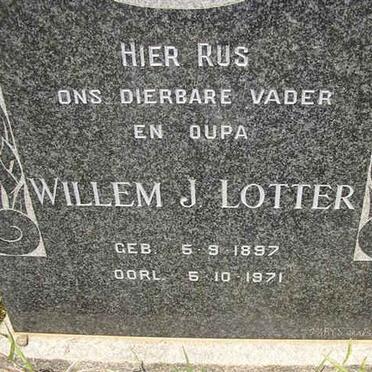 HIER RUS
ONS DIERBARE VADER
EN OUPA
WILLEM J. LOTTER
GEB. 5-9-1897
OORL. 5-10-1971